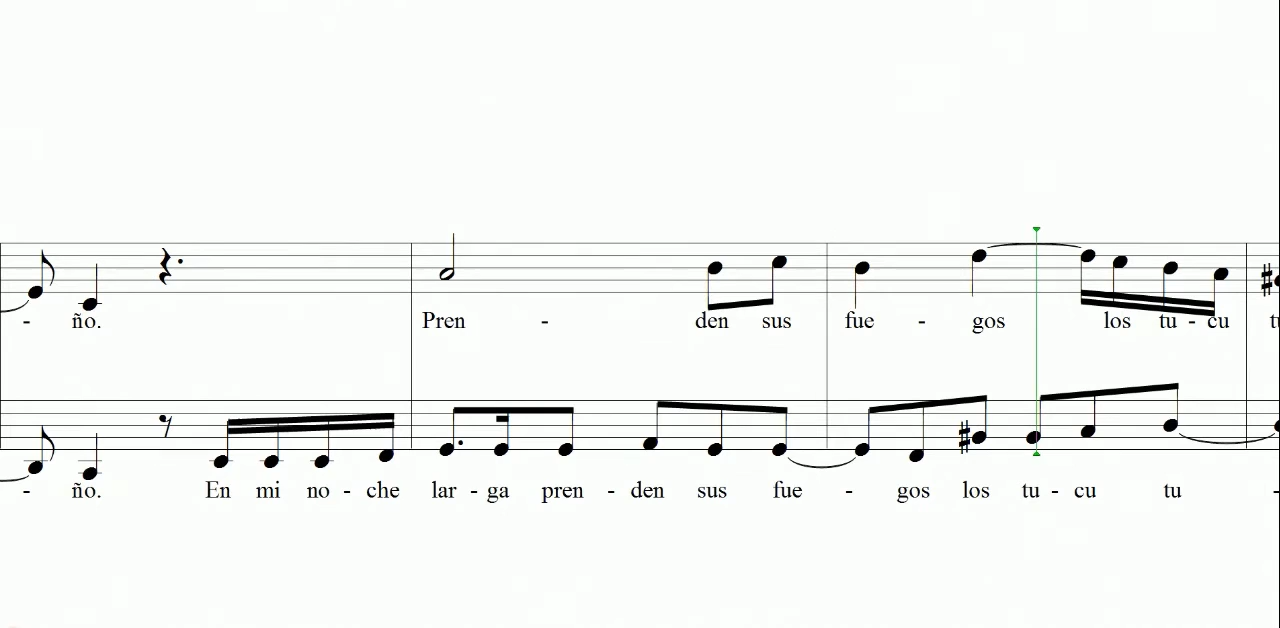 - ño. Pren - den sus fue - gos los tu - cu
- ño. En mi no - che lar - ga pren - den sus fue - gos los tu - cu tu -